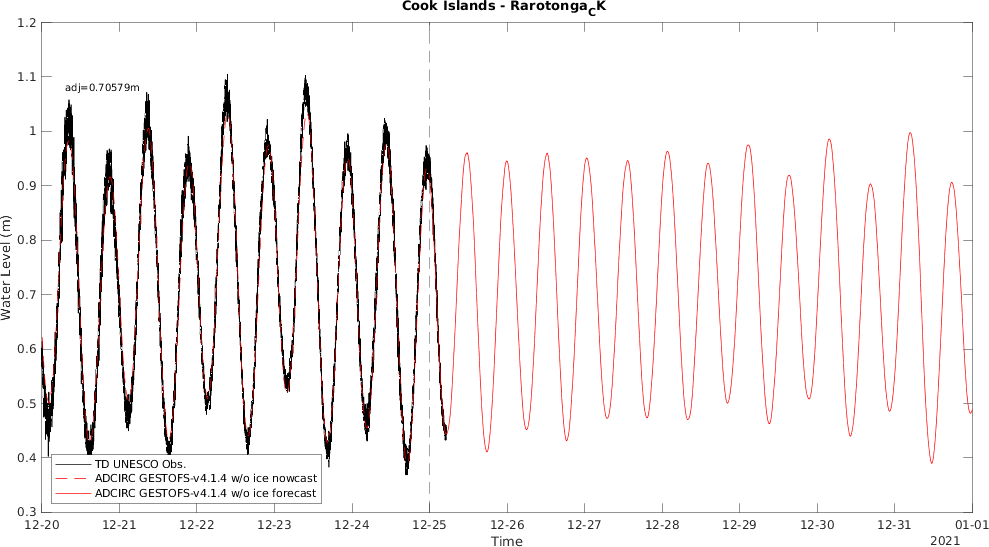 Cook Islands - Rarotonga_CK
adj=0.70579m
Water Level (m)
1.2
1.1
1
0.9
0.8
0.7
0.6
0.5
0.4
0.3
TD UNESCO Obs.
ADCIRC GESTOFS-v4.1.4 w/o ice nowcast
ADCIRC GESTOFS-v4.1.4 w/o ice forecast
12-20 12-21 12-22 12-23 12-24 12-25 12-26 12-27 12-28 12-29 12-30 12-31 01-01
Time
2021